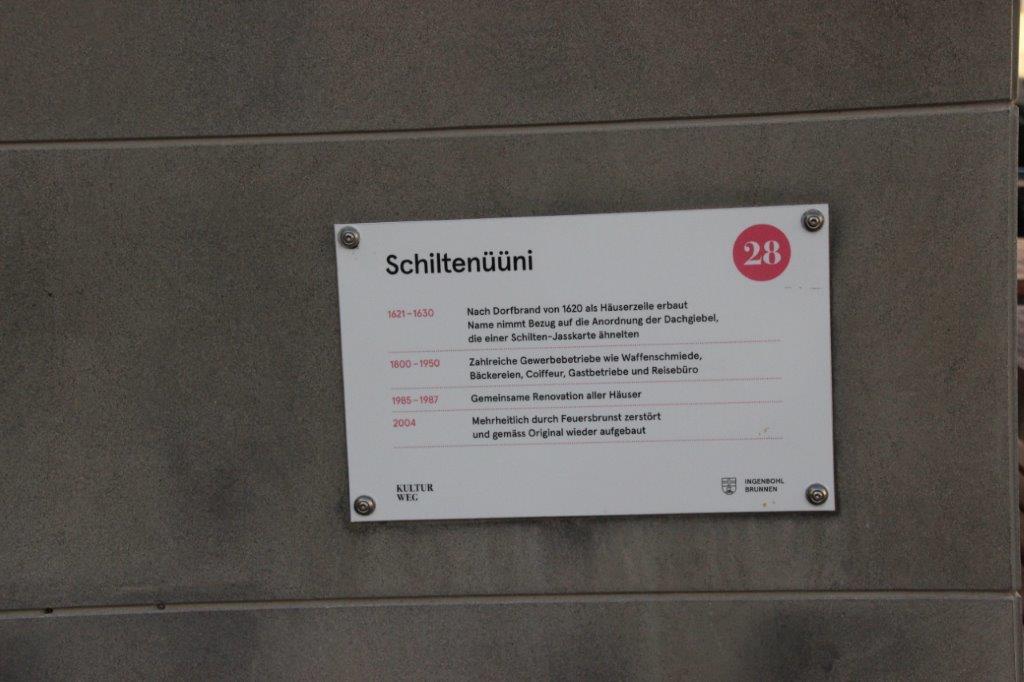 Schiltenüüni
28
1621–1630
Nach Dorfbrand von 1620 als Häuserzeile erbaut
Name nimmt Bezug auf die Anordnung der Dachgiebel,
die einer Schilten-Jasskarte ähnelten
1800–1950
Zahlreiche Gewerbebetriebe wie Waffenschmiede,
Bäckereien, Coiffeur, Gastbetriebe und Reisebüro
1985–1987
Gemeinsame Renovation aller Häuser
2004
Mehrheitlich durch Feuersbrunst zerstört
und gemäss Original wieder aufgebaut
KULTUR
WEG
INGENBOHL
BRUNNEN